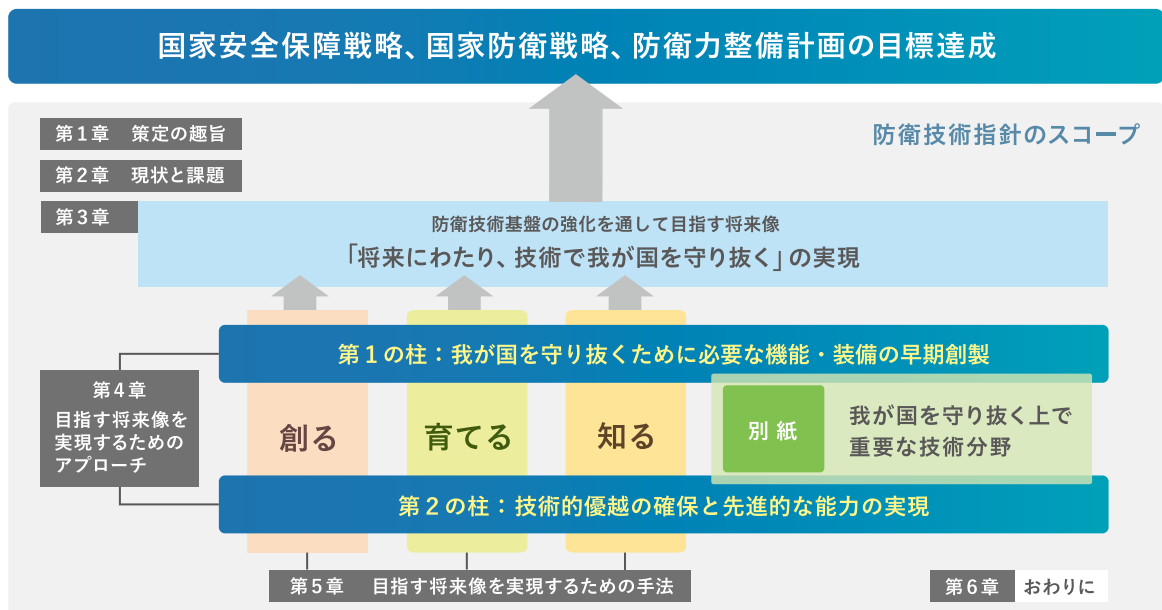 国家安全保障戦略、国家防衛戦略、防衛力整備計画の目標達成
防衛技術指針のスコープ
第1章 策定の趣旨
第2章 現状と課題
第3章
防衛技術基盤の強化を通して目指す将来像
「将来にわたり、技術で我が国を守り抜く」の実現
第1の柱：我が国を守り抜くために必要な機能・装備の早期創製
第4章
目指す将来像を
実現するための
アプローチ
創る
育てる
知る
別紙
我が国を守り抜く上で
重要な技術分野
第2の柱：技術的優越の確保と先進的な能力の実現
第5章 目指す将来像を実現するための手法
第6章 おわりに